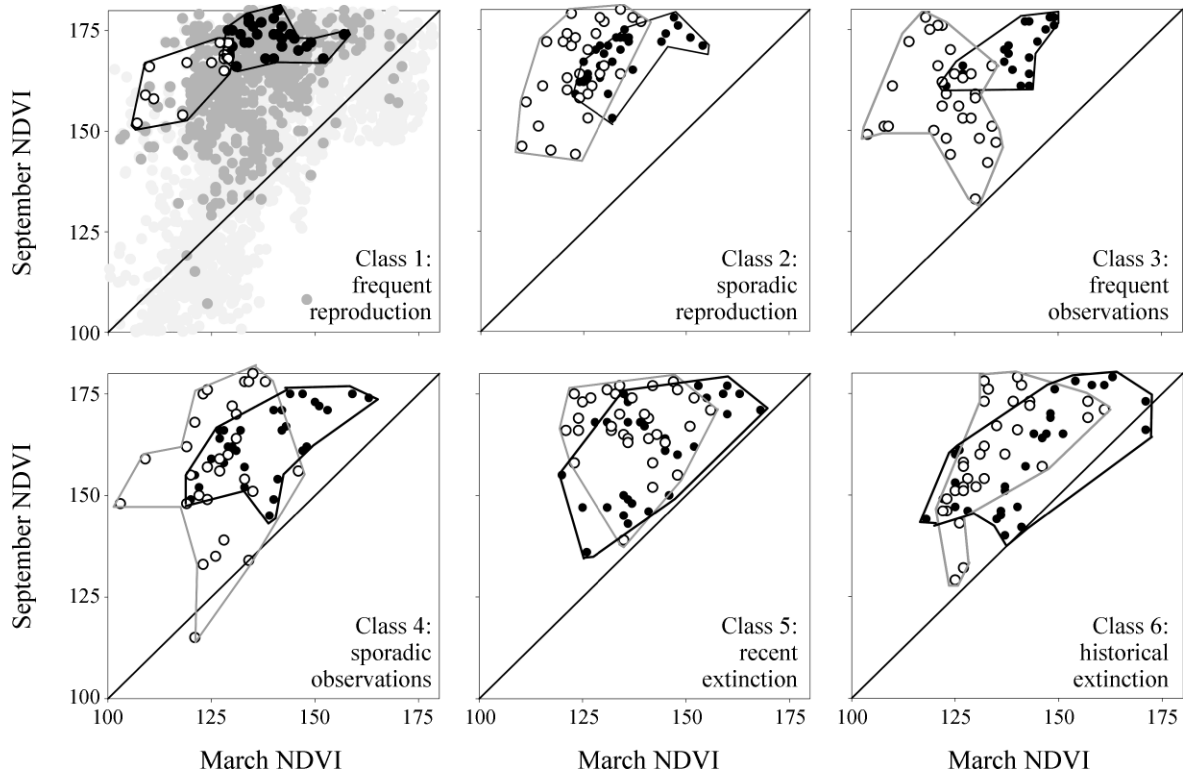 175
150
125
100
September NDVI
Class 1:
frequent
reproduction
Class 2:
sporadic
reproduction
Class 3:
frequent
observations
175
150
125
100
September NDVI
Class 4:
sporadic
observations
Class 5:
recent
extinction
Class 6:
historical
extinction
100 125 150 175
100 125 150 175
100 125 150 175
March NDVI
March NDVI
March NDVI